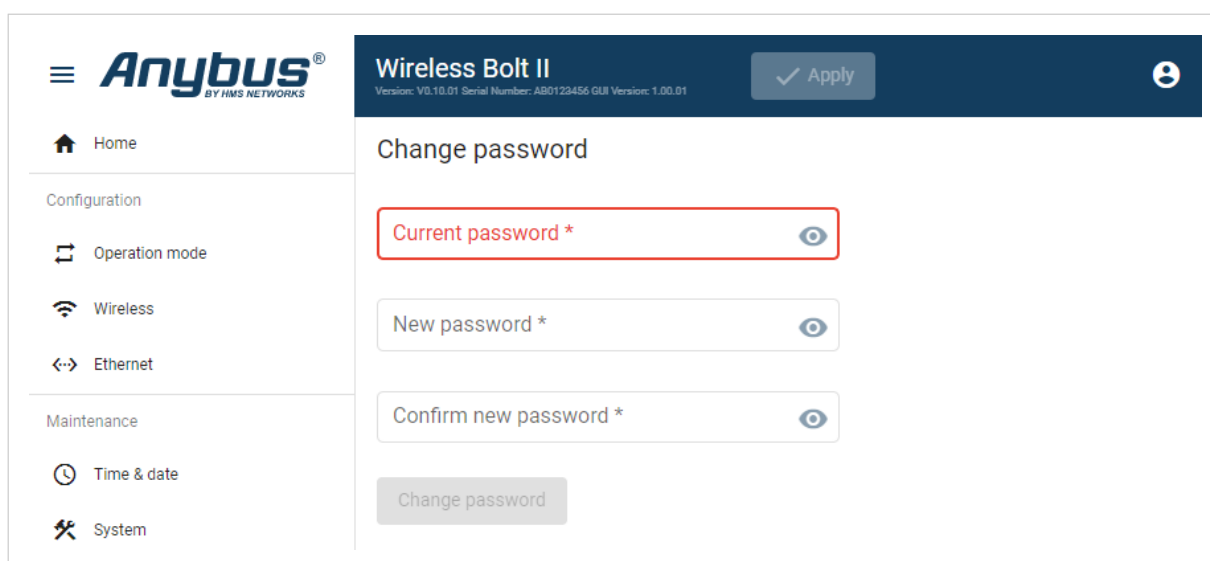 Anybus®
BY HMS NETWORKS
Wireless Bolt II
Version: V0.10.01 Serial Number: AB0123456 GUI Version: 1.00.01
Apply
Home
Configuration
Operation mode
Wireless
Ethernet
Maintenance
Time & date
System
Change password
Current password *
New password *
Confirm new password *
Change password